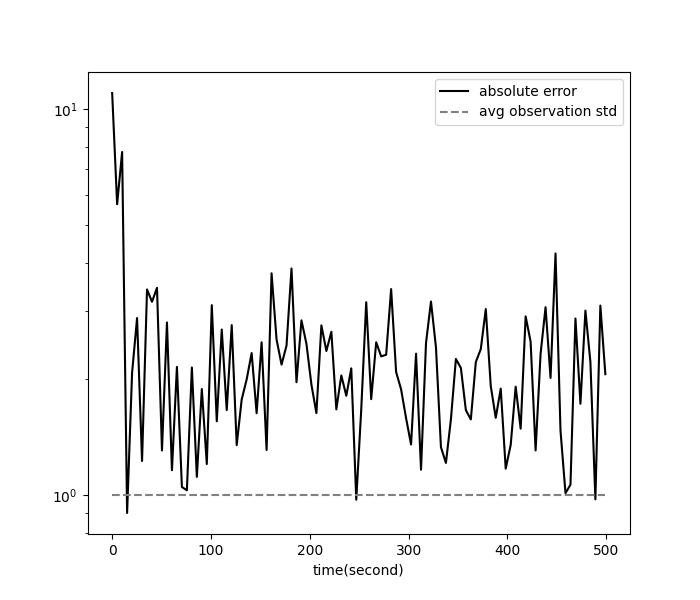 absolute error
avg observation std
10¹
10⁰
0 100 200 300 400 500
time(second)